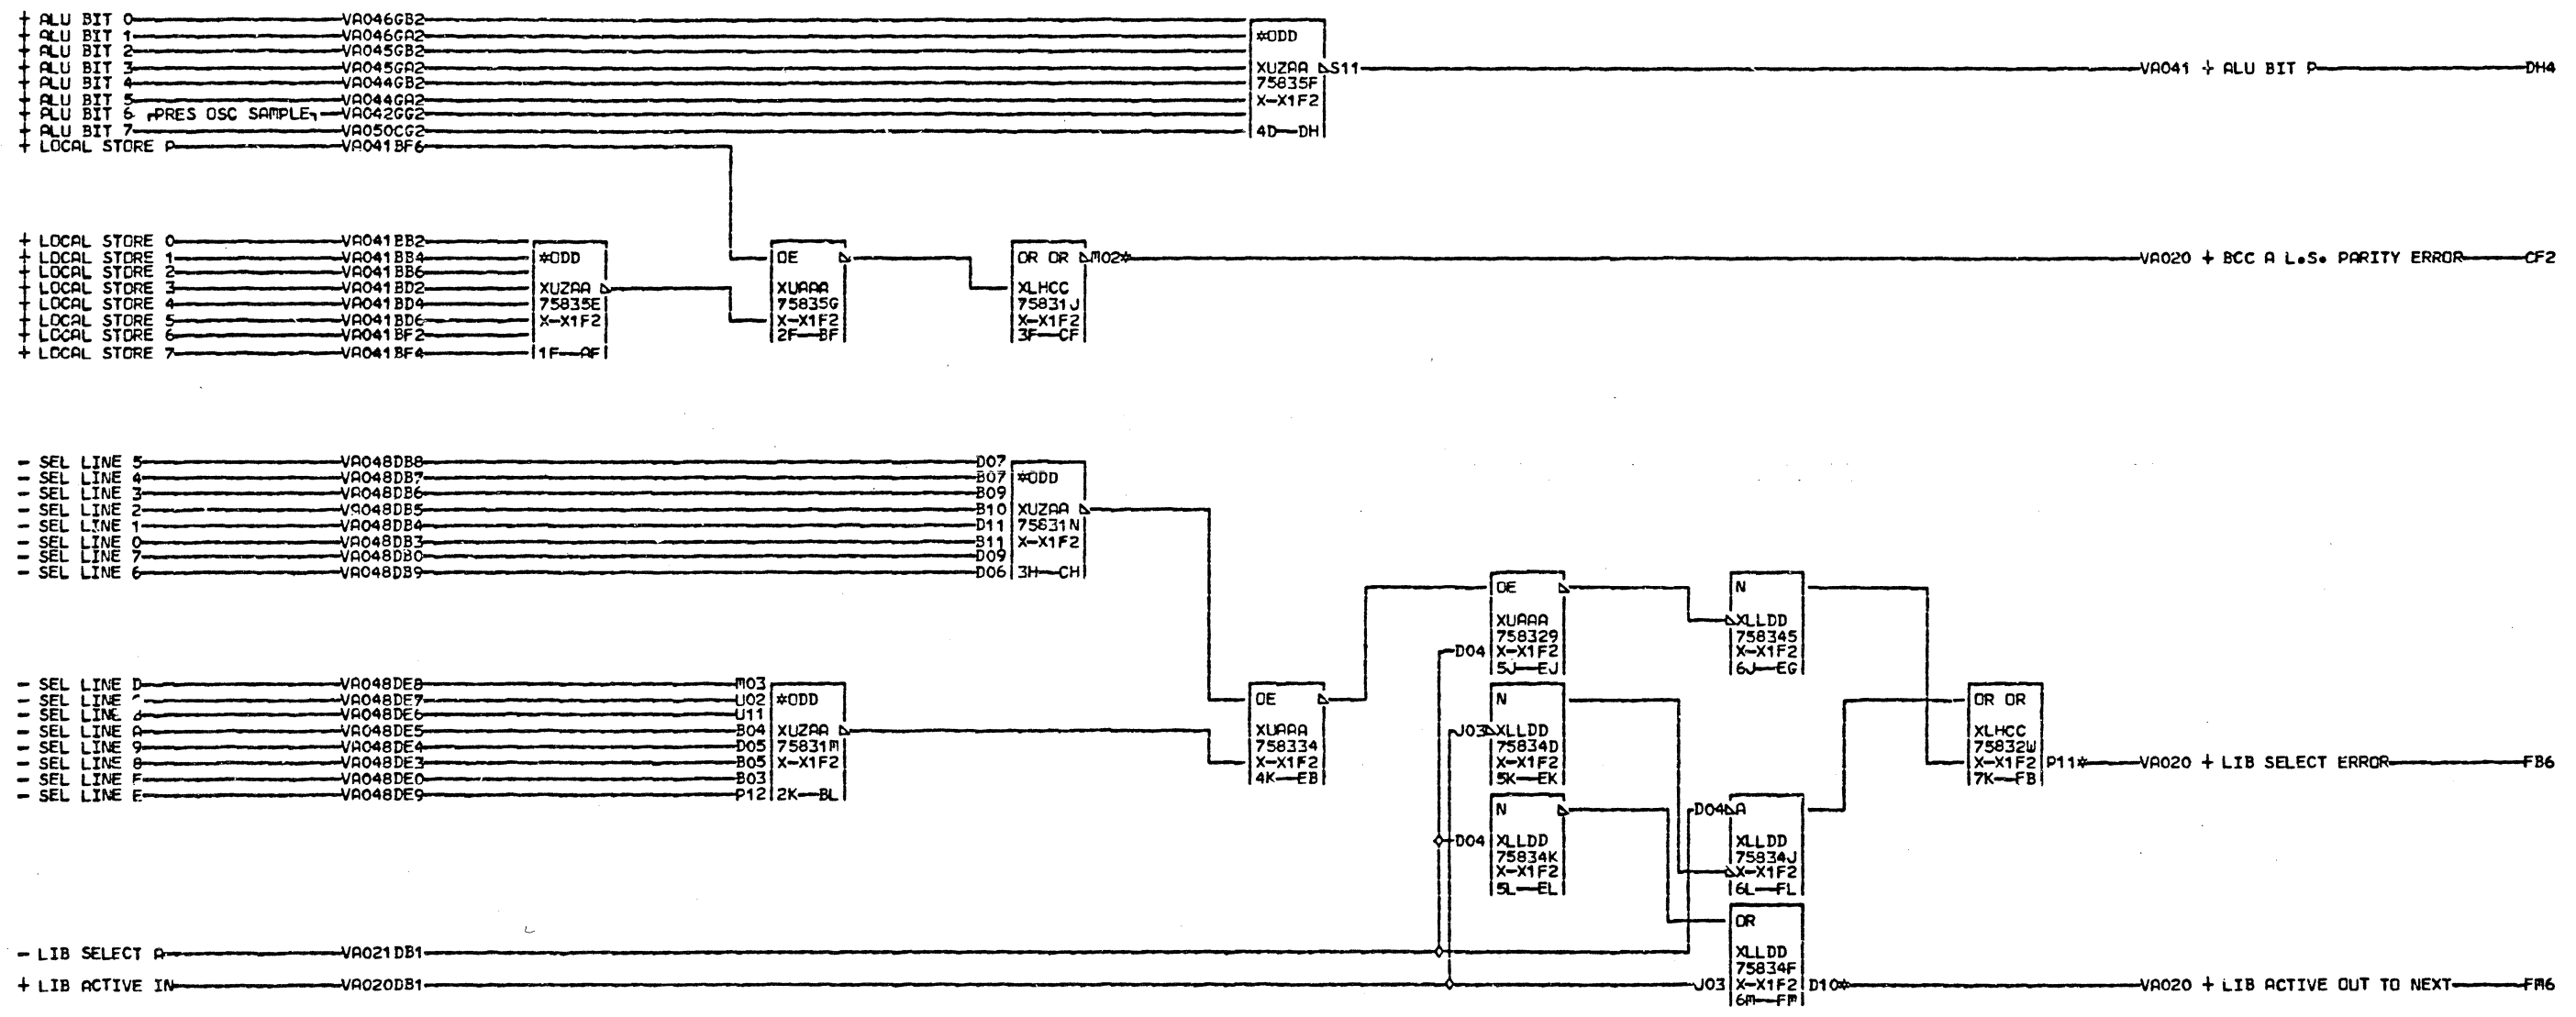 + ALU BIT 0 VA046GB2
+ ALU BIT 1 VA046GA2 *ODD
+ ALU BIT 2 VA045GB2
+ ALU BIT 3 VA045GA2 XUZAA S11 VA041 + ALU BIT P DH4
+ ALU BIT 4 VA044GB2 75835F
+ ALU BIT 5 VA044GA2 X-X1F2
+ ALU BIT 6 PRES OSC SAMPLE VA042GG2
+ ALU BIT 7 VA050CG2 4D DH
+ LOCAL STORE P VA041BF6
+ LOCAL STORE 0 VA041BB2
+ LOCAL STORE 1 VA041BB4 *ODD OE OR OR M02* VA020 + BCC A L.S. PARITY ERROR CF2
+ LOCAL STORE 2 VA041BB6
+ LOCAL STORE 3 VA041BD2 XUZAA XUAAA XLHCC
+ LOCAL STORE 4 VA041BD4 75835E 75835G 75831J
+ LOCAL STORE 5 VA041BD6 X-X1F2 X-X1F2 X-X1F2
+ LOCAL STORE 6 VA041BF2 2F BF 3F CF
+ LOCAL STORE 7 VA041BF4 1F AF
- SEL LINE 5 VA048DB8 D07
- SEL LINE 4 VA048DB7 B07 *ODD
- SEL LINE 3 VA048DB6 B09
- SEL LINE 2 VA048DB5 B10 XUZAA
- SEL LINE 1 VA048DB4 D11 75831N
- SEL LINE 0 VA048DB3 B11 X-X1F2
- SEL LINE 7 VA048DB0 D09
- SEL LINE 6 VA048DB9 D06 3H CH
OE N
XUAAA XLLDD
758329 758345
D04 X-X1F2 X-X1F2
5J EJ 6J EG
- SEL LINE D VA048DE8 M03
- SEL LINE VA048DE7 U02 *ODD OE N OR OR
- SEL LINE VA048DE6 U11
- SEL LINE A VA048DE5 B04 XUZAA XUAAA J03 XLLDD XLHCC
- SEL LINE 9 VA048DE4 D05 75831M 758334 75834D 75832W
- SEL LINE 8 VA048DE3 B05 X-X1F2 X-X1F2 X-X1F2 X-X1F2 P11* VA020 + LIB SELECT ERROR FB6
- SEL LINE F VA048DE0 B03 4K EB 5K EK 7K FB
- SEL LINE E VA048DE9 P12 2K BL
N D04 A
D04 XLLDD XLLDD
75834K 75834J
X-X1F2 X-X1F2
5L EL 6L FL
OR
- LIB SELECT A VA021DB1 XLLDD
75834F
+ LIB ACTIVE IN VA020DB1 J03 X-X1F2 D10* VA020 + LIB ACTIVE OUT TO NEXT FM6
6M FM